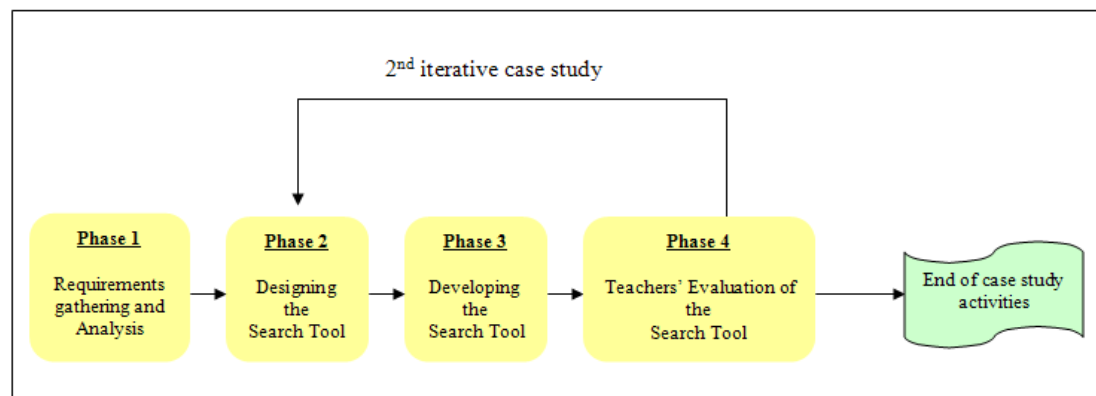 2nd iterative case study
Phase 1
Requirements
gathering and
Analysis
Phase 2
Designing
the
Search Tool
Phase 3
Developing
the
Search Tool
Phase 4
Teachers’ Evaluation of
the
Search Tool
End of case study
activities